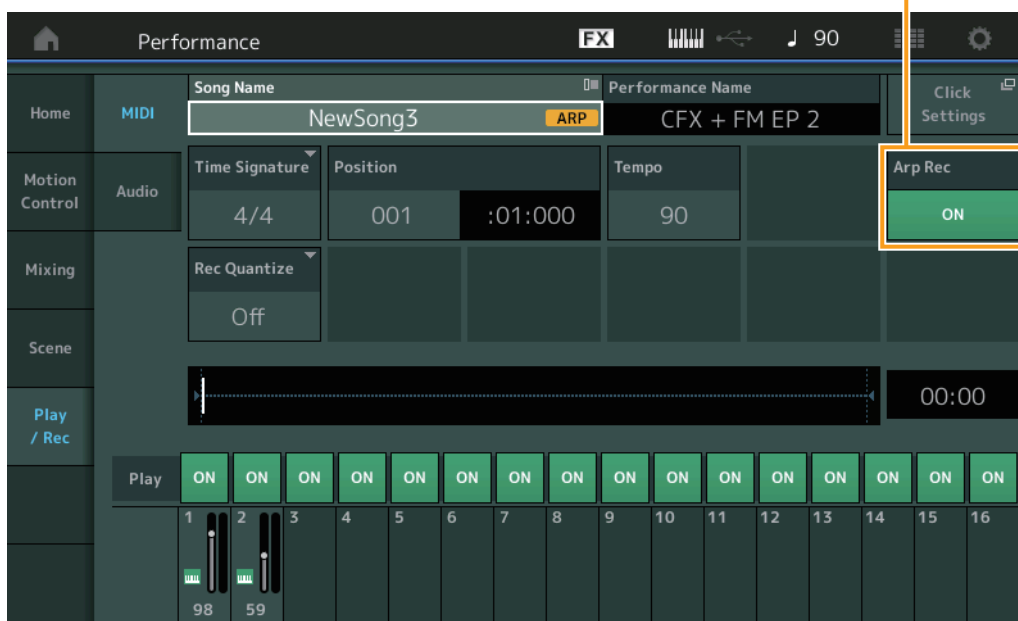 Performance FX 90
Song Name Performance Name Click Settings
NewSong3 ARP CFX + FM EP 2
Home MIDI
Motion Control Audio
Time Signature Position Tempo Arp Rec
4/4 001 :01:000 90 ON
Mixing
Rec Quantize
Off
Scene
Play / Rec
00:00
Play ON ON ON ON ON ON ON ON ON ON ON ON ON ON ON ON
1 2 3 4 5 6 7 8 9 10 11 12 13 14 15 16
98 59